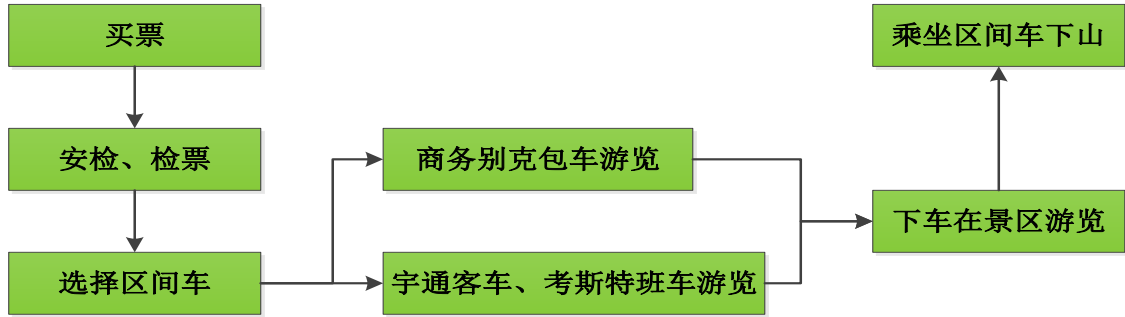 买票
乘坐区间车下山
安检、检票
商务别克包车游览
下车在景区游览
选择区间车
宇通客车、考斯特班车游览